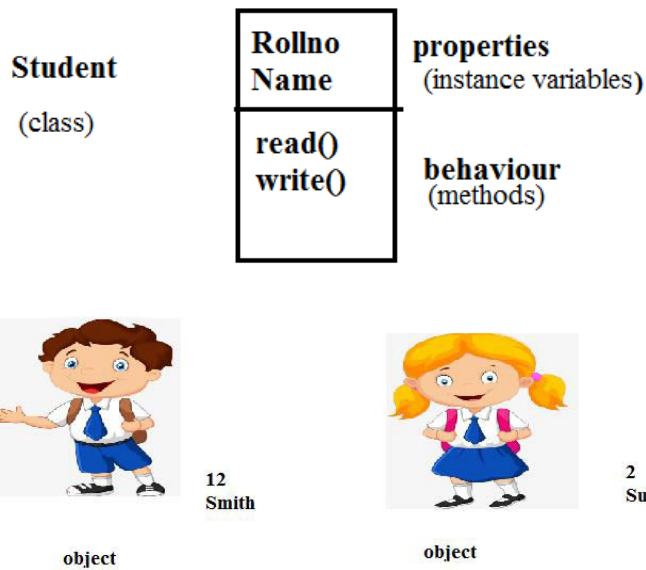 Student
(class)
Rollno
Name
properties
(instance variables)
read()
write()
behaviour
(methods)
12
Smith
2
object
object